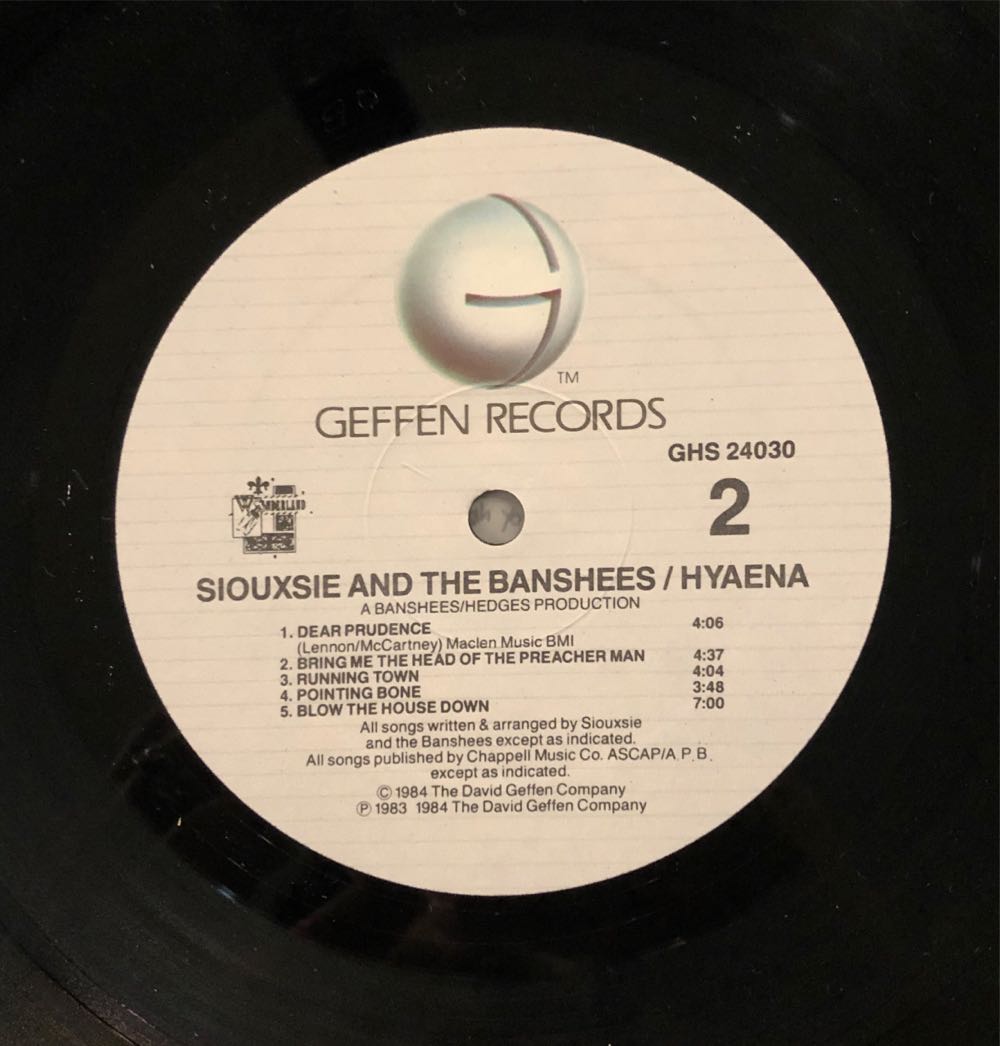 TM
GEFFEN RECORDS
GHS 24030
WONDERLAND
2
SIOUXSIE AND THE BANSHEES / HYAENA
A BANSHEES/HEDGES PRODUCTION
1. DEAR PRUDENCE 4:06
(Lennon/McCartney) Maclen Music BMI
2. BRING ME THE HEAD OF THE PREACHER MAN 4:37
3. RUNNING TOWN 4:04
4. POINTING BONE 3:48
5. BLOW THE HOUSE DOWN 7:00
All songs written & arranged by Siouxsie
and the Banshees except as indicated.
All songs published by Chappell Music Co. ASCAP/A.P.B.
except as indicated.
© 1984 The David Geffen Company
℗ 1983 1984 The David Geffen Company